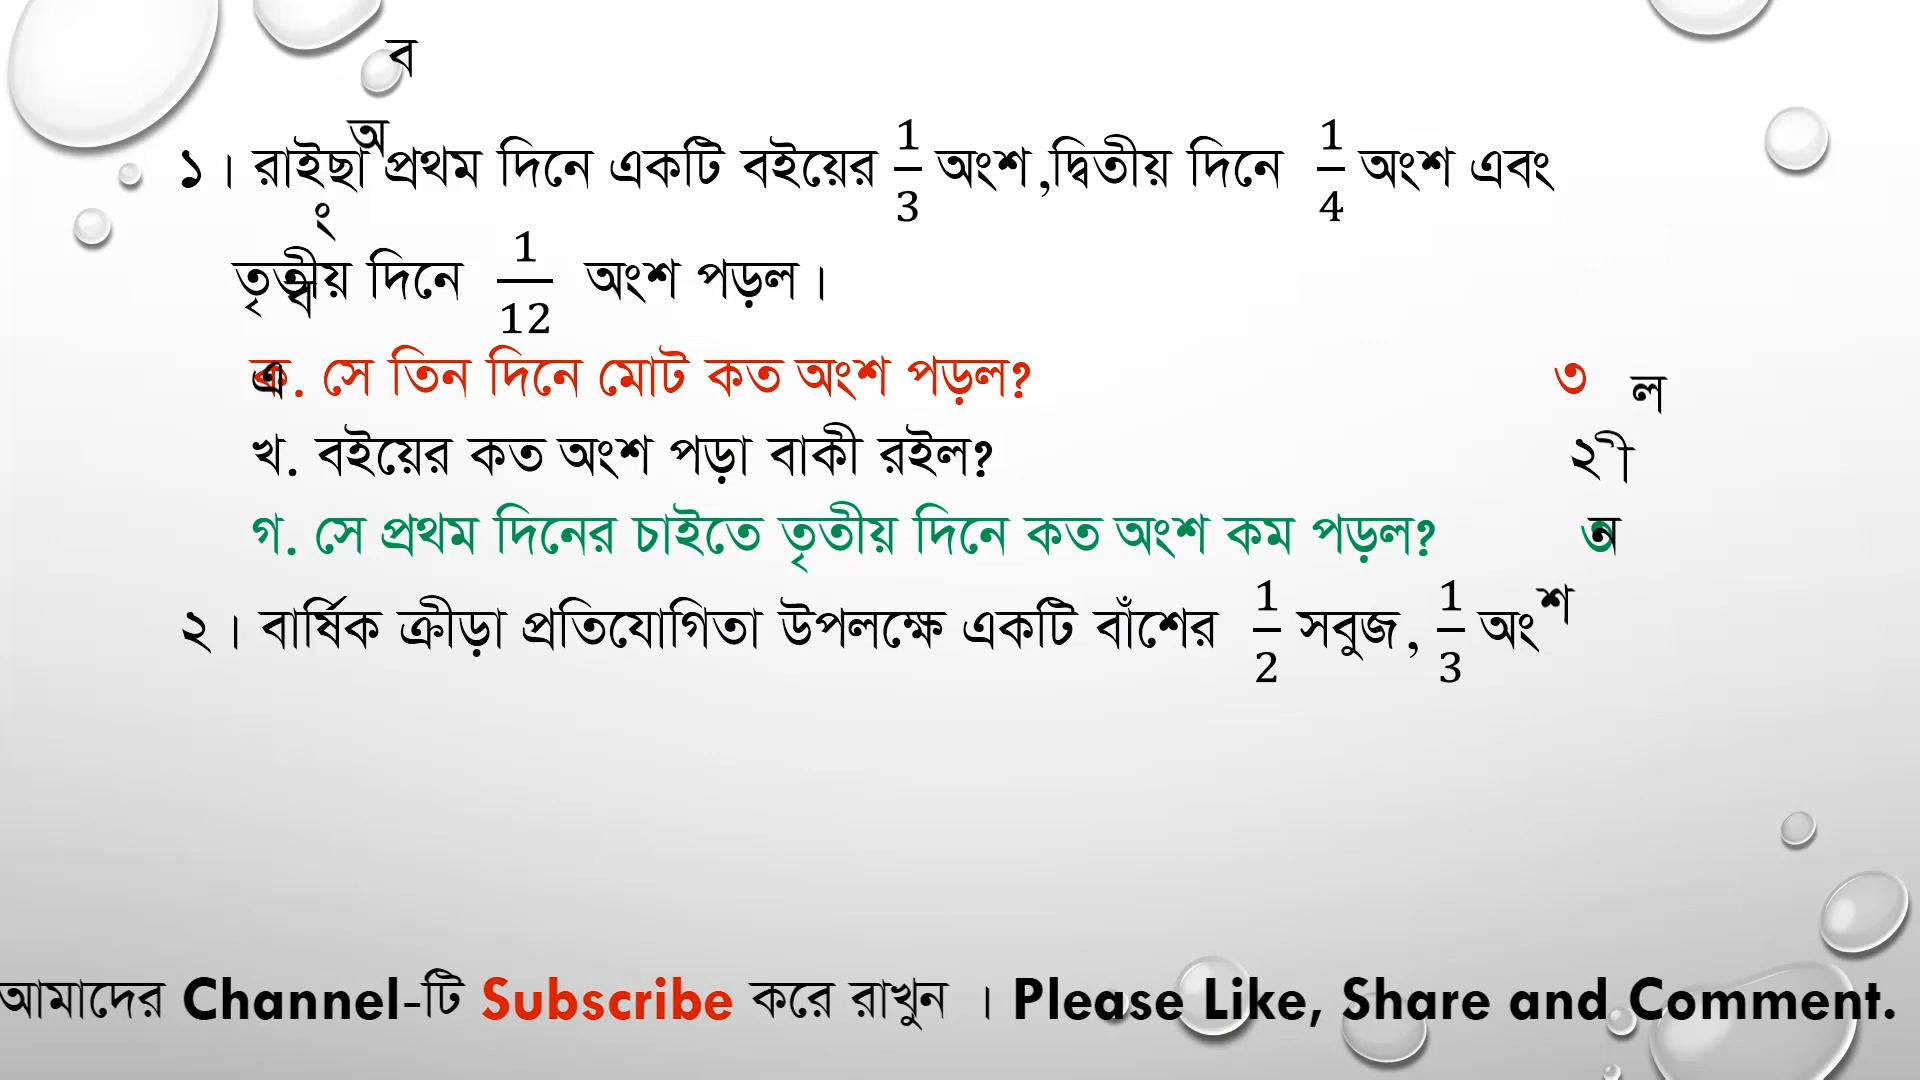 ১। রাইছা প্রথম দিনে একটি বইয়ের 1/3 অংশ,দ্বিতীয় দিনে 1/4 অংশ এবং
তৃতীয় দিনে 1/12 অংশ পড়ল।
ক. সে তিন দিনে মোট কত অংশ পড়ল? ৩
খ. বইয়ের কত অংশ পড়া বাকী রইল? ২
গ. সে প্রথম দিনের চাইতে তৃতীয় দিনে কত অংশ কম পড়ল? ৩
২। বার্ষিক ক্রীড়া প্রতিযোগিতা উপলক্ষে একটি বাঁশের 1/2 সবুজ, 1/3 অংশ
আমাদের Channel-টি Subscribe করে রাখুন । Please Like, Share and Comment.